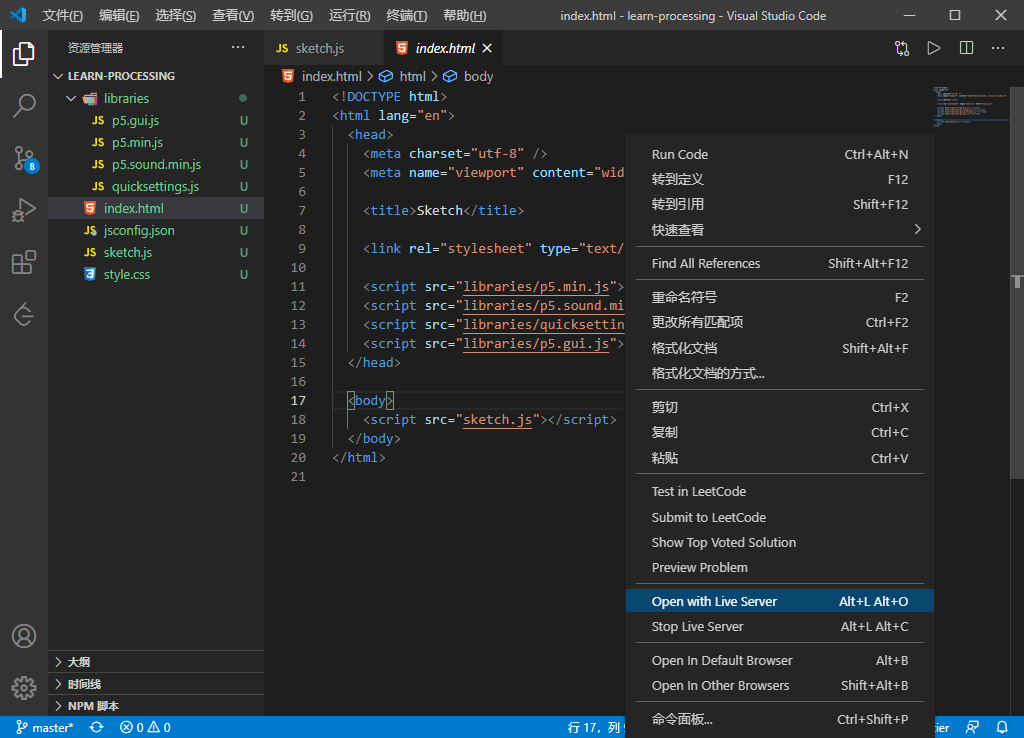 文件(F) 编辑(E) 选择(S) 查看(V) 转到(G) 运行(R) 终端(T) 帮助(H) index.html - learn-processing - Visual Studio Code
资源管理器
LEARN-PROCESSING
libraries
JS p5.gui.js U
JS p5.min.js U
JS p5.sound.min.js U
JS quicksettings.js U
index.html U
JS jsconfig.json U
JS sketch.js U
style.css U
8
大纲
时间线
NPM 脚本
JS sketch.js index.html
index.html > html > body
1 <!DOCTYPE html>
2 <html lang="en">
3 <head>
4 <meta charset="utf-8" />
5 <meta name="viewport" content="wid
6
7 <title>Sketch</title>
8
9 <link rel="stylesheet" type="text/
10
11 <script src="libraries/p5.min.js">
12 <script src="libraries/p5.sound.mi
13 <script src="libraries/quicksettin
14 <script src="libraries/p5.gui.js">
15 </head>
16
17 <body>
18 <script src="sketch.js"></script>
19 </body>
20 </html>
21
Run Code Ctrl+Alt+N
转到定义 F12
转到引用 Shift+F12
快速查看
Find All References Shift+Alt+F12
重命名符号 F2
更改所有匹配项 Ctrl+F2
格式化文档 Shift+Alt+F
格式化文档的方式...
剪切 Ctrl+X
复制 Ctrl+C
粘贴 Ctrl+V
Test in LeetCode
Submit to LeetCode
Show Top Voted Solution
Preview Problem
Open with Live Server Alt+L Alt+O
Stop Live Server Alt+L Alt+C
Open In Default Browser Alt+B
Open In Other Browsers Shift+Alt+B
命令面板... Ctrl+Shift+P
master* 0 0 行 17，列 tier